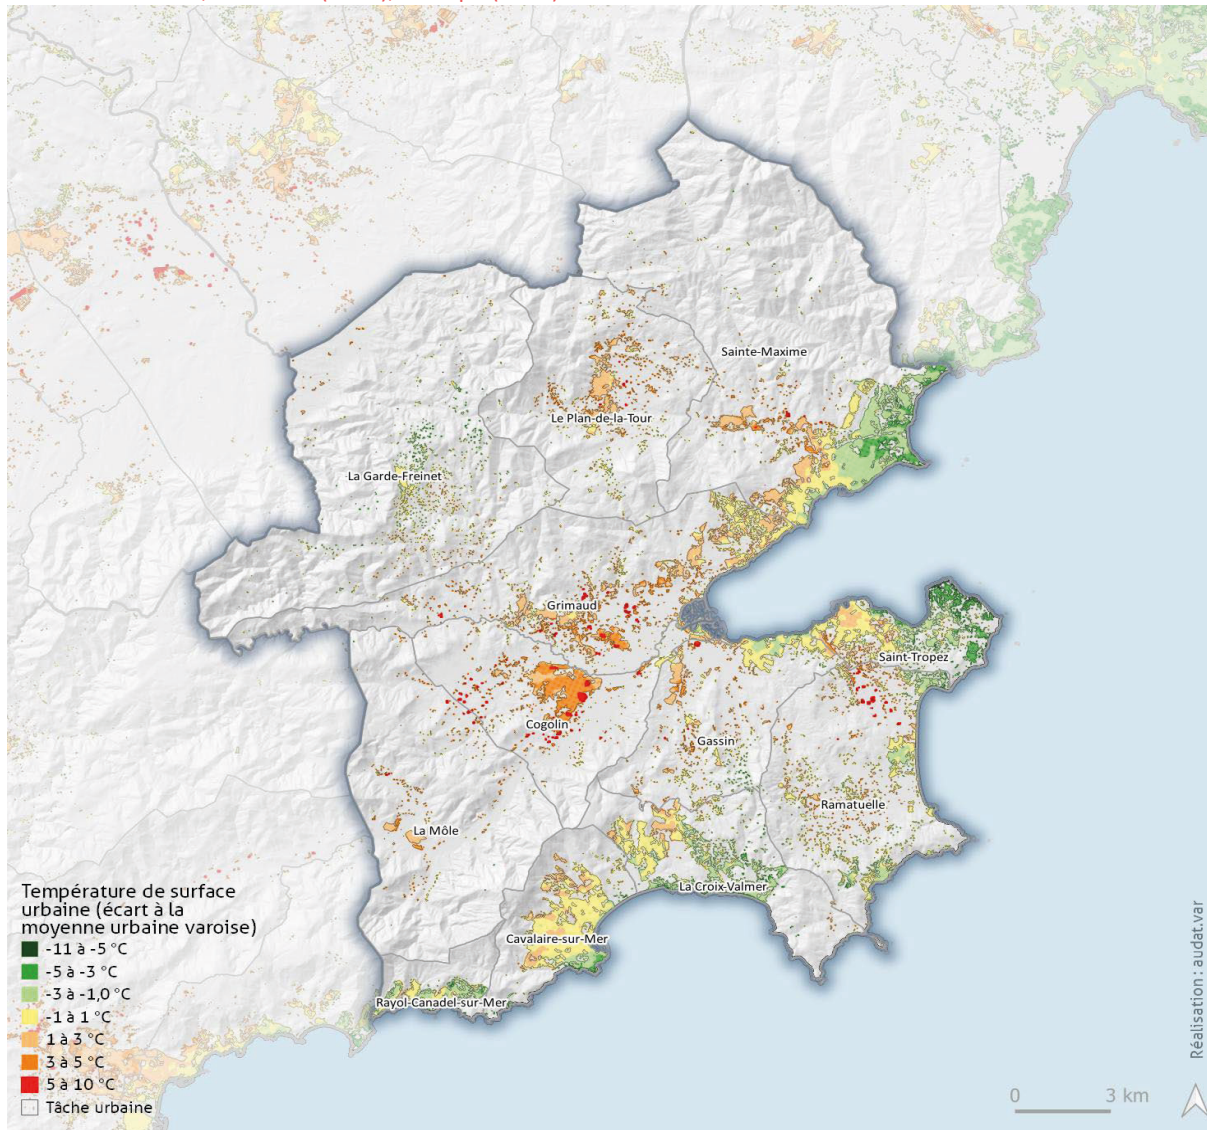 Sainte-Maxime
Le Plan-de-la-Tour
La Garde-Freinet
Grimaud
Saint-Tropez
Cogolin
Gassin
Ramatuelle
La Môle
La Croix-Valmer
Cavalaire-sur-Mer
Rayol-Canadel-sur-Mer
Température de surface
urbaine (écart à la
moyenne urbaine varoise)
-11 à -5 °C
-5 à -3 °C
-3 à -1,0 °C
-1 à 1 °C
1 à 3 °C
3 à 5 °C
5 à 10 °C
Tâche urbaine
0 3 km
Réalisation : audat.var